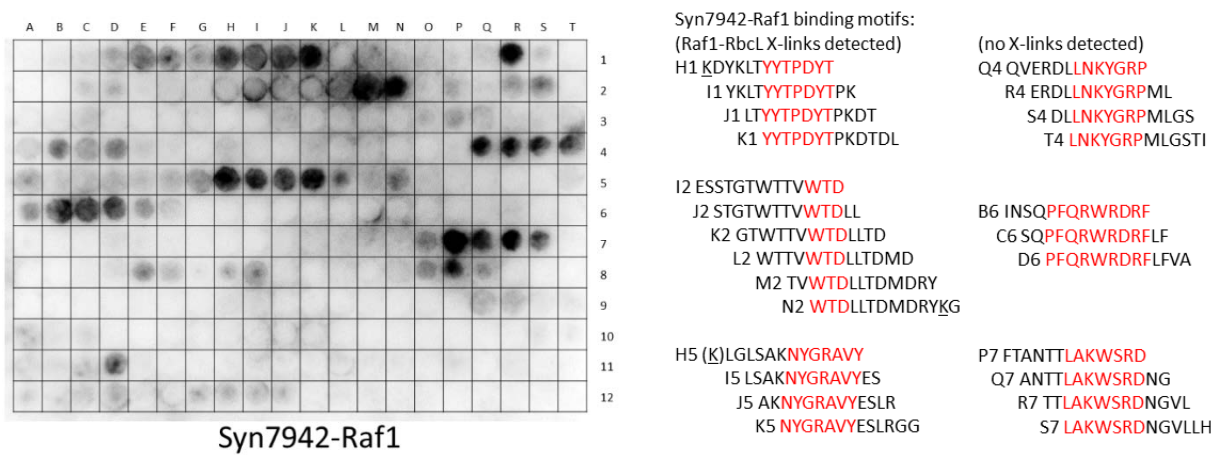 A B C D E F G H I J K L M N O P Q R S T
1
2
3
4
5
6
7
8
9
10
11
12
Syn7942-Raf1
Syn7942-Raf1 binding motifs:
(Raf1-RbcL X-links detected)
H1 KDYKLTYYTPDYT
I1 YKLTYYTPDYTPK
J1 LTYYTPDYTPKDT
K1 YYTPDYTPKDTDL
I2 ESSTGTWTTVWTD
J2 STGTWTTVWTDLL
K2 GTWTTVWTDLLTD
L2 WTTVWTDLLTDMD
M2 TVWTDLLTDMDRY
N2 WTDLLTDMDRYKG
H5 (K)LGLSAKNYGRAVY
I5 LSAKNYGRAVYES
J5 AKNYGRAVYESLR
K5 NYGRAVYESLRGG
(no X-links detected)
Q4 QVERDLLNKYGRP
R4 ERDLLNKYGRPML
S4 DLLNKYGRPMLGS
T4 LNKYGRPMLGSTI
B6 INSQPFQRWRDRF
C6 SQPFQRWRDRFLF
D6 PFQRWRDRFLFVA
P7 FTANTTLAKWSRD
Q7 ANTTLAKWSRDNG
R7 TTLAKWSRDNGVL
S7 LAKWSRDNGVLLH